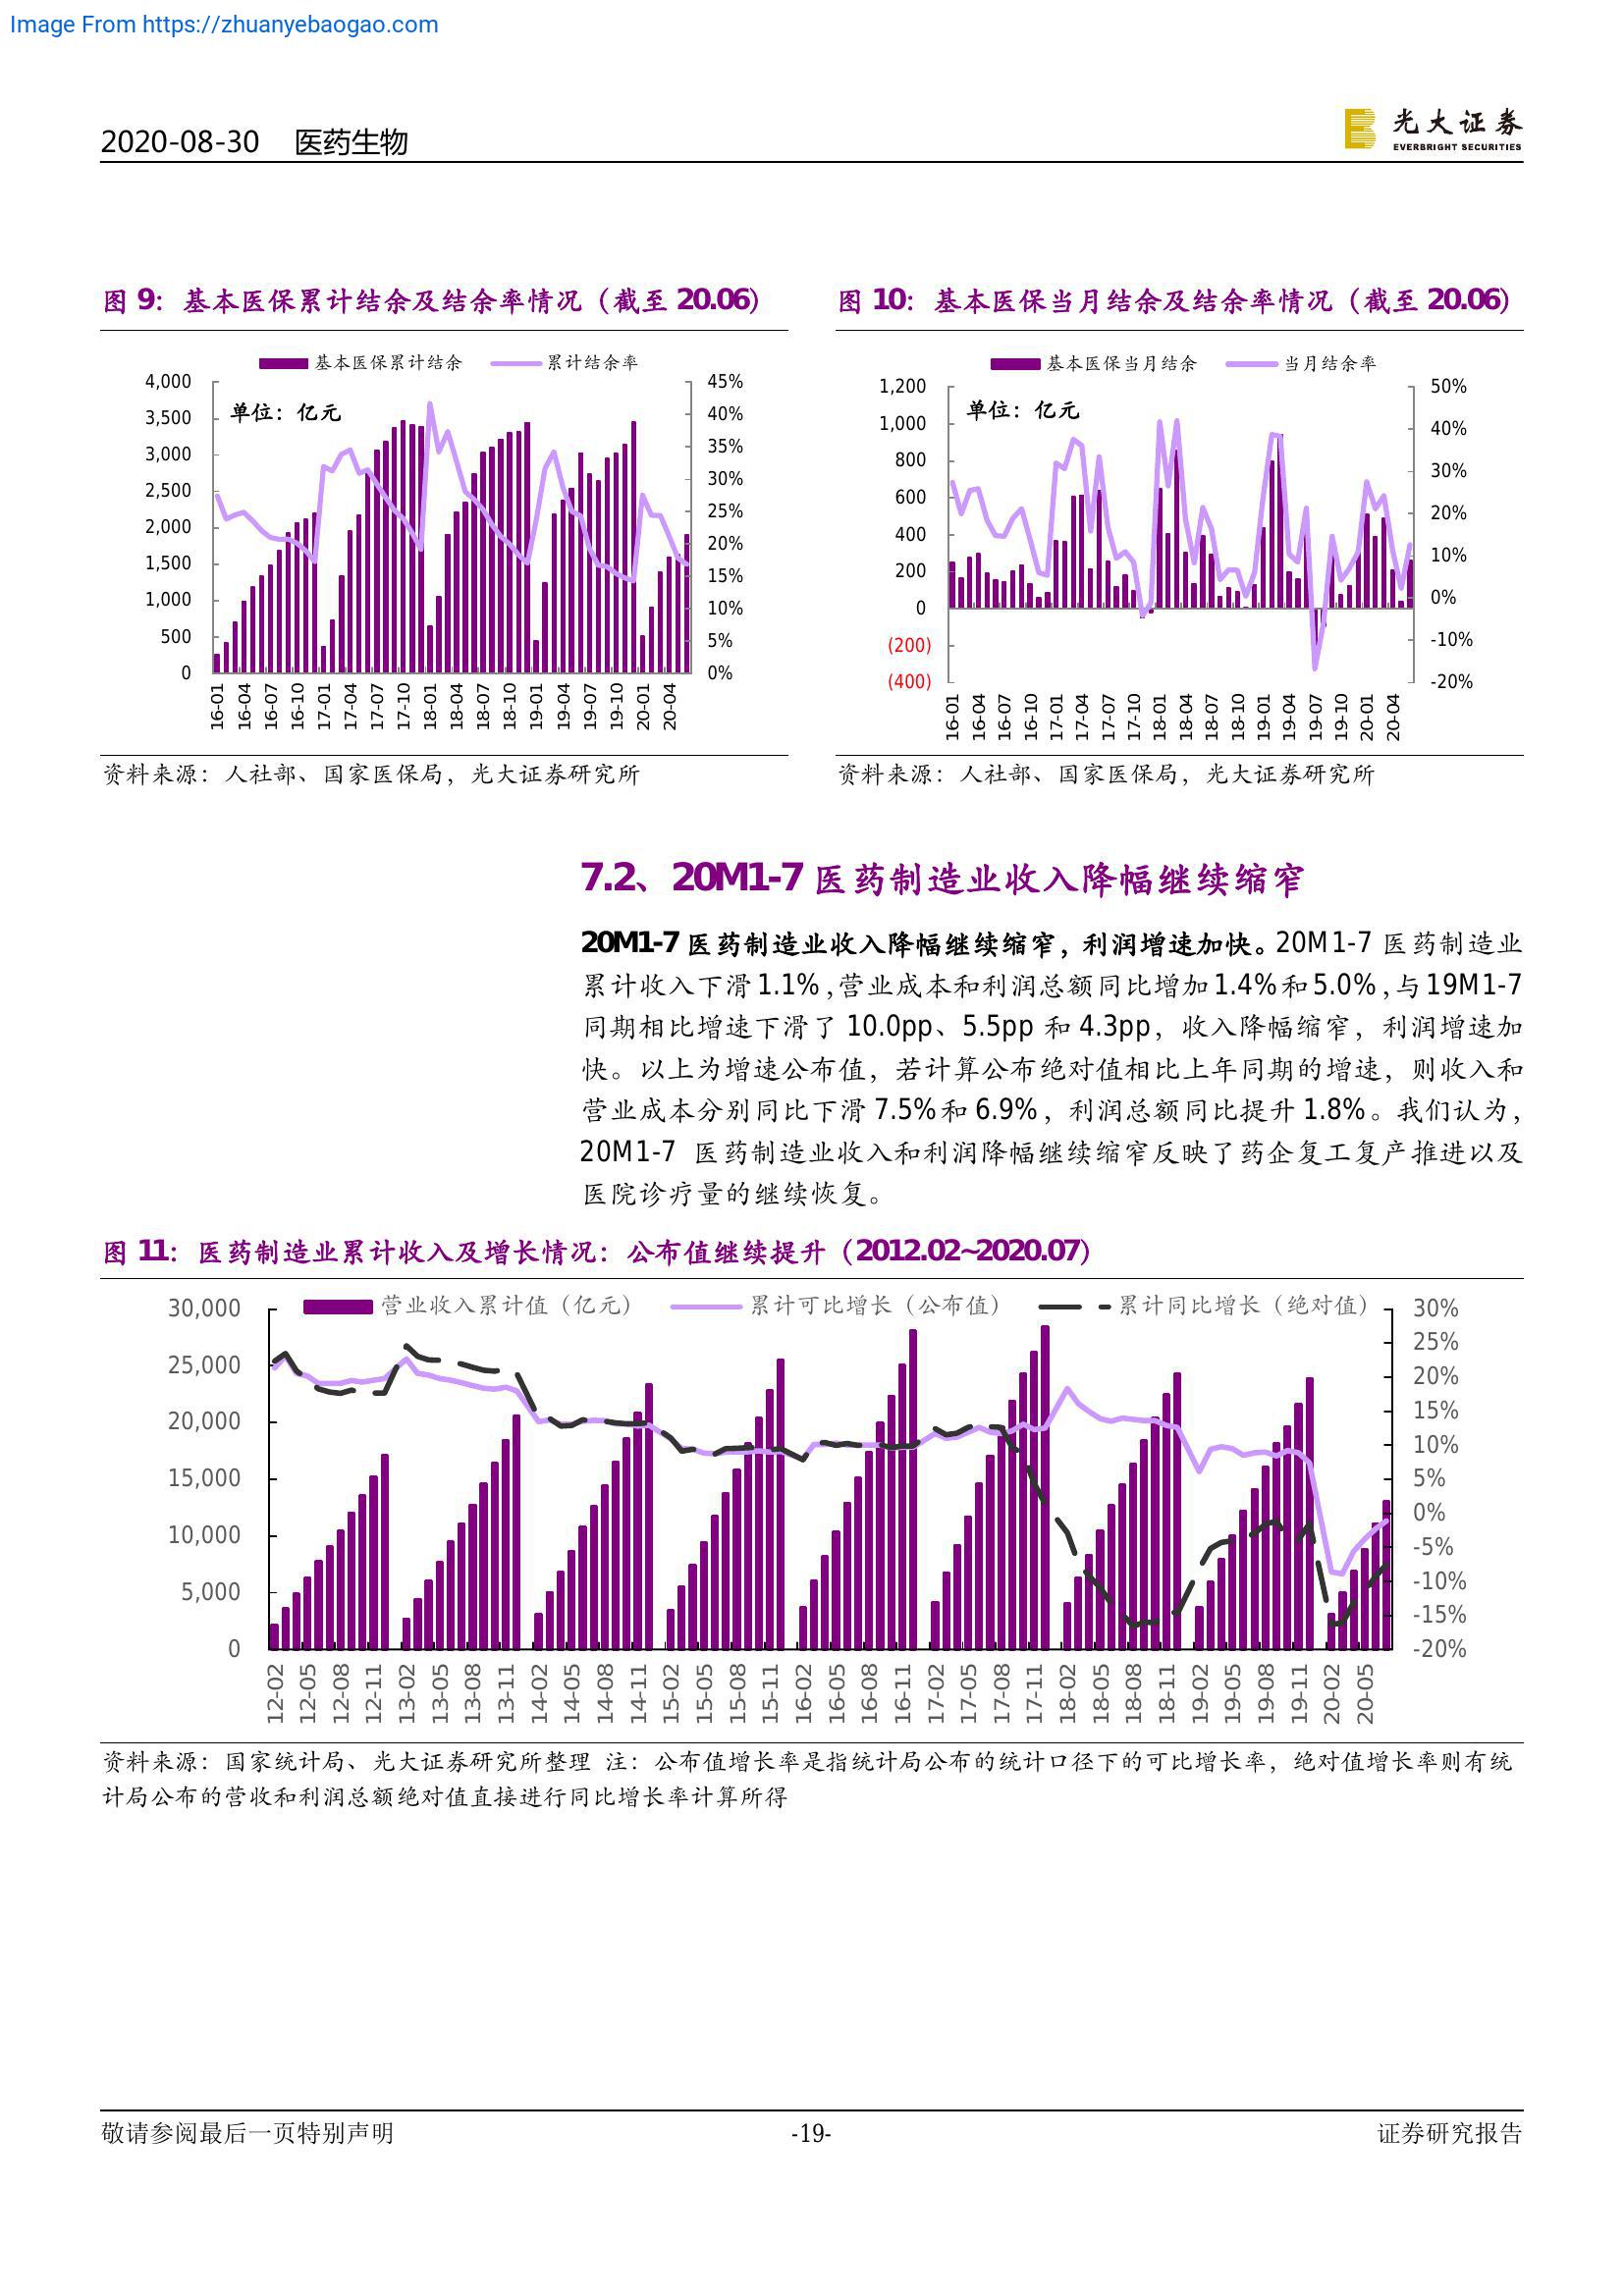 Image From https://zhuanyebaogao.com
2020-08-30 医药生物
光大证券
EVERBRIGHT SECURITIES
图 9：基本医保累计结余及结余率情况（截至 20.06）
基本医保累计结余 累计结余率
单位：亿元
4,000
3,500
3,000
2,500
2,000
1,500
1,000
500
0
45%
40%
35%
30%
25%
20%
15%
10%
5%
0%
16-01 16-04 16-07 16-10 17-01 17-04 17-07 17-10 18-01 18-04 18-07 18-10 19-01 19-04 19-07 19-10 20-01 20-04
资料来源：人社部、国家医保局，光大证券研究所
图 10：基本医保当月结余及结余率情况（截至 20.06）
基本医保当月结余 当月结余率
单位：亿元
1,200
1,000
800
600
400
200
0
(200)
(400)
50%
40%
30%
20%
10%
0%
-10%
-20%
16-01 16-04 16-07 16-10 17-01 17-04 17-07 17-10 18-01 18-04 18-07 18-10 19-01 19-04 19-07 19-10 20-01 20-04
资料来源：人社部、国家医保局，光大证券研究所
7.2、20M1-7 医药制造业收入降幅继续缩窄
20M1-7 医药制造业收入降幅继续缩窄，利润增速加快。20M1-7 医药制造业
累计收入下滑 1.1%，营业成本和利润总额同比增加 1.4%和 5.0%，与 19M1-7
同期相比增速下滑了 10.0pp、5.5pp 和 4.3pp，收入降幅缩窄，利润增速加
快。以上为增速公布值，若计算公布绝对值相比上年同期的增速，则收入和
营业成本分别同比下滑 7.5%和 6.9%，利润总额同比提升 1.8%。我们认为，
20M1-7 医药制造业收入和利润降幅继续缩窄反映了药企复工复产推进以及
医院诊疗量的继续恢复。
图 11：医药制造业累计收入及增长情况：公布值继续提升（2012.02~2020.07）
营业收入累计值（亿元） 累计可比增长（公布值） 累计同比增长（绝对值）
30,000
25,000
20,000
15,000
10,000
5,000
0
30%
25%
20%
15%
10%
5%
0%
-5%
-10%
-15%
-20%
12-02 12-05 12-08 12-11 13-02 13-05 13-08 13-11 14-02 14-05 14-08 14-11 15-02 15-05 15-08 15-11 16-02 16-05 16-08 16-11 17-02 17-05 17-08 17-11 18-02 18-05 18-08 18-11 19-02 19-05 19-08 19-11 20-02 20-05
资料来源：国家统计局、光大证券研究所整理 注：公布值增长率是指统计局公布的统计口径下的可比增长率，绝对值增长率则有统
计局公布的营收和利润总额绝对值直接进行同比增长率计算所得
敬请参阅最后一页特别声明 -19- 证券研究报告